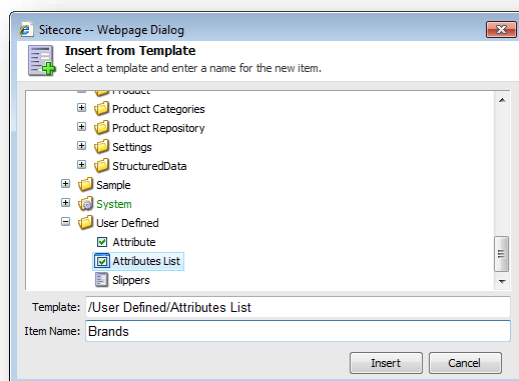 Sitecore -- Webpage Dialog
Insert from Template
Select a template and enter a name for the new item.
Product
Product Categories
Product Repository
Settings
StructuredData
Sample
System
User Defined
Attribute
Attributes List
Slippers
Template: /User Defined/Attributes List
Item Name: Brands
Insert Cancel